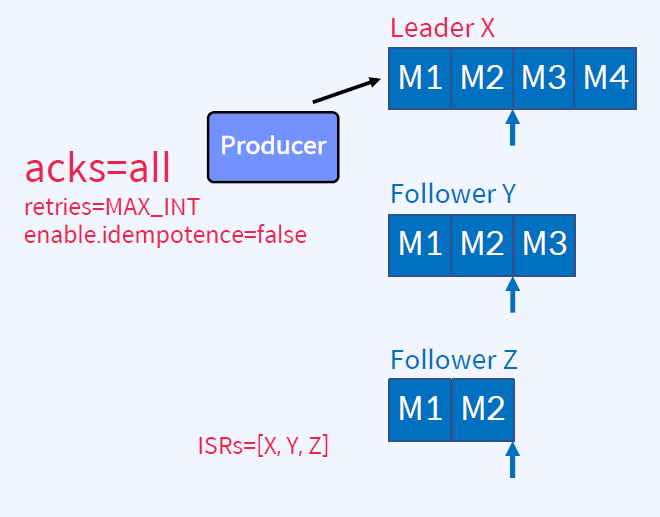 Leader X
M1 M2 M3 M4
Producer
acks=all
retries=MAX_INT
enable.idempotence=false
Follower Y
M1 M2 M3
Follower Z
M1 M2
ISRs=[X, Y, Z]